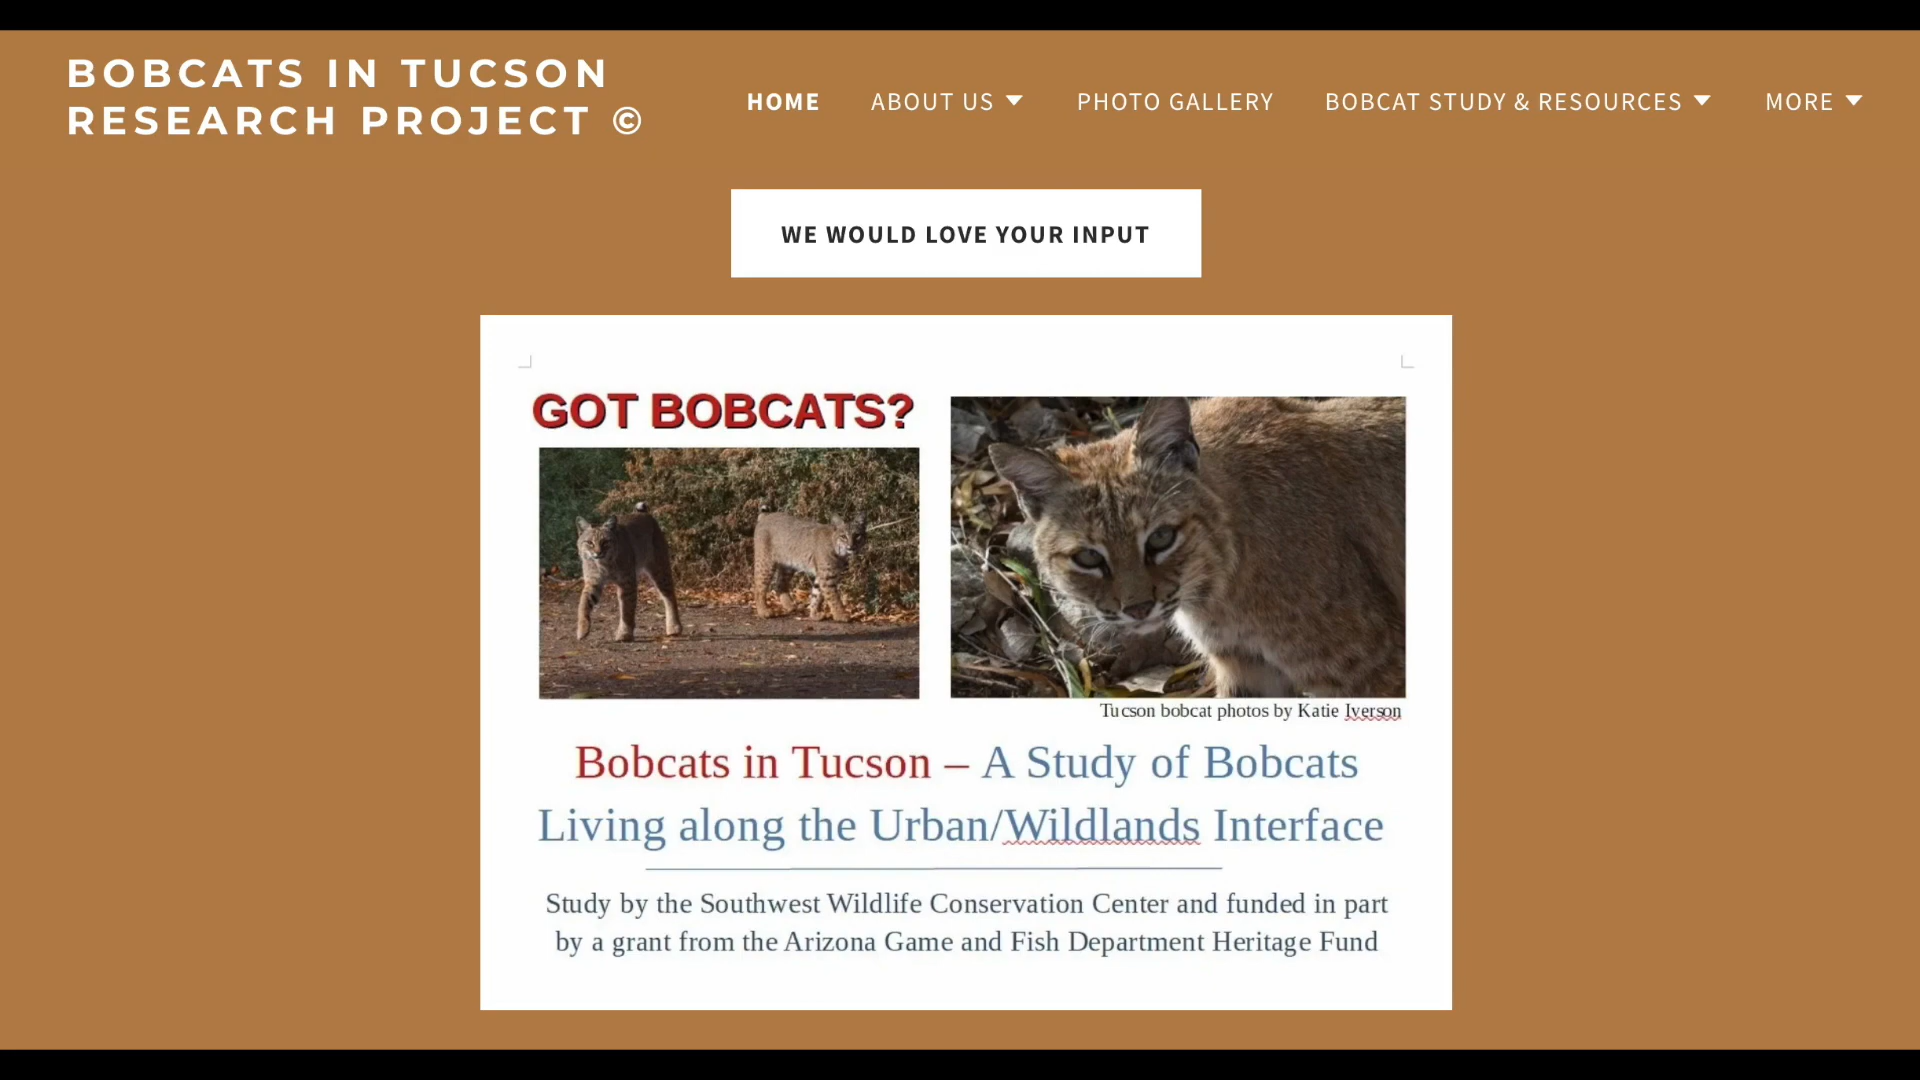 BOBCATS IN TUCSON
RESEARCH PROJECT ©
HOME
ABOUT US
PHOTO GALLERY
BOBCAT STUDY & RESOURCES
MORE
WE WOULD LOVE YOUR INPUT
GOT BOBCATS?
Tucson bobcat photos by Katie Iverson
Bobcats in Tucson – A Study of Bobcats
Living along the Urban/Wildlands Interface
Study by the Southwest Wildlife Conservation Center and funded in part
by a grant from the Arizona Game and Fish Department Heritage Fund